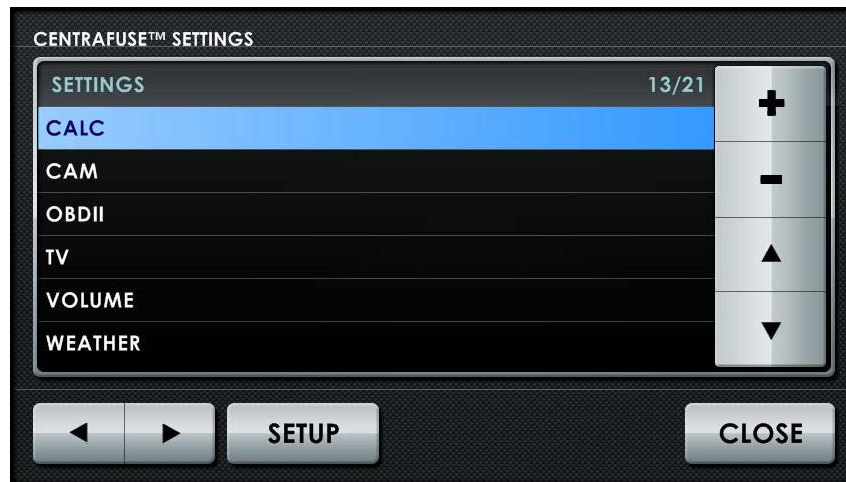 CENTRAFUSE™ SETTINGS
SETTINGS 13/21
CALC
CAM
OBDII
TV
VOLUME
WEATHER
SETUP CLOSE